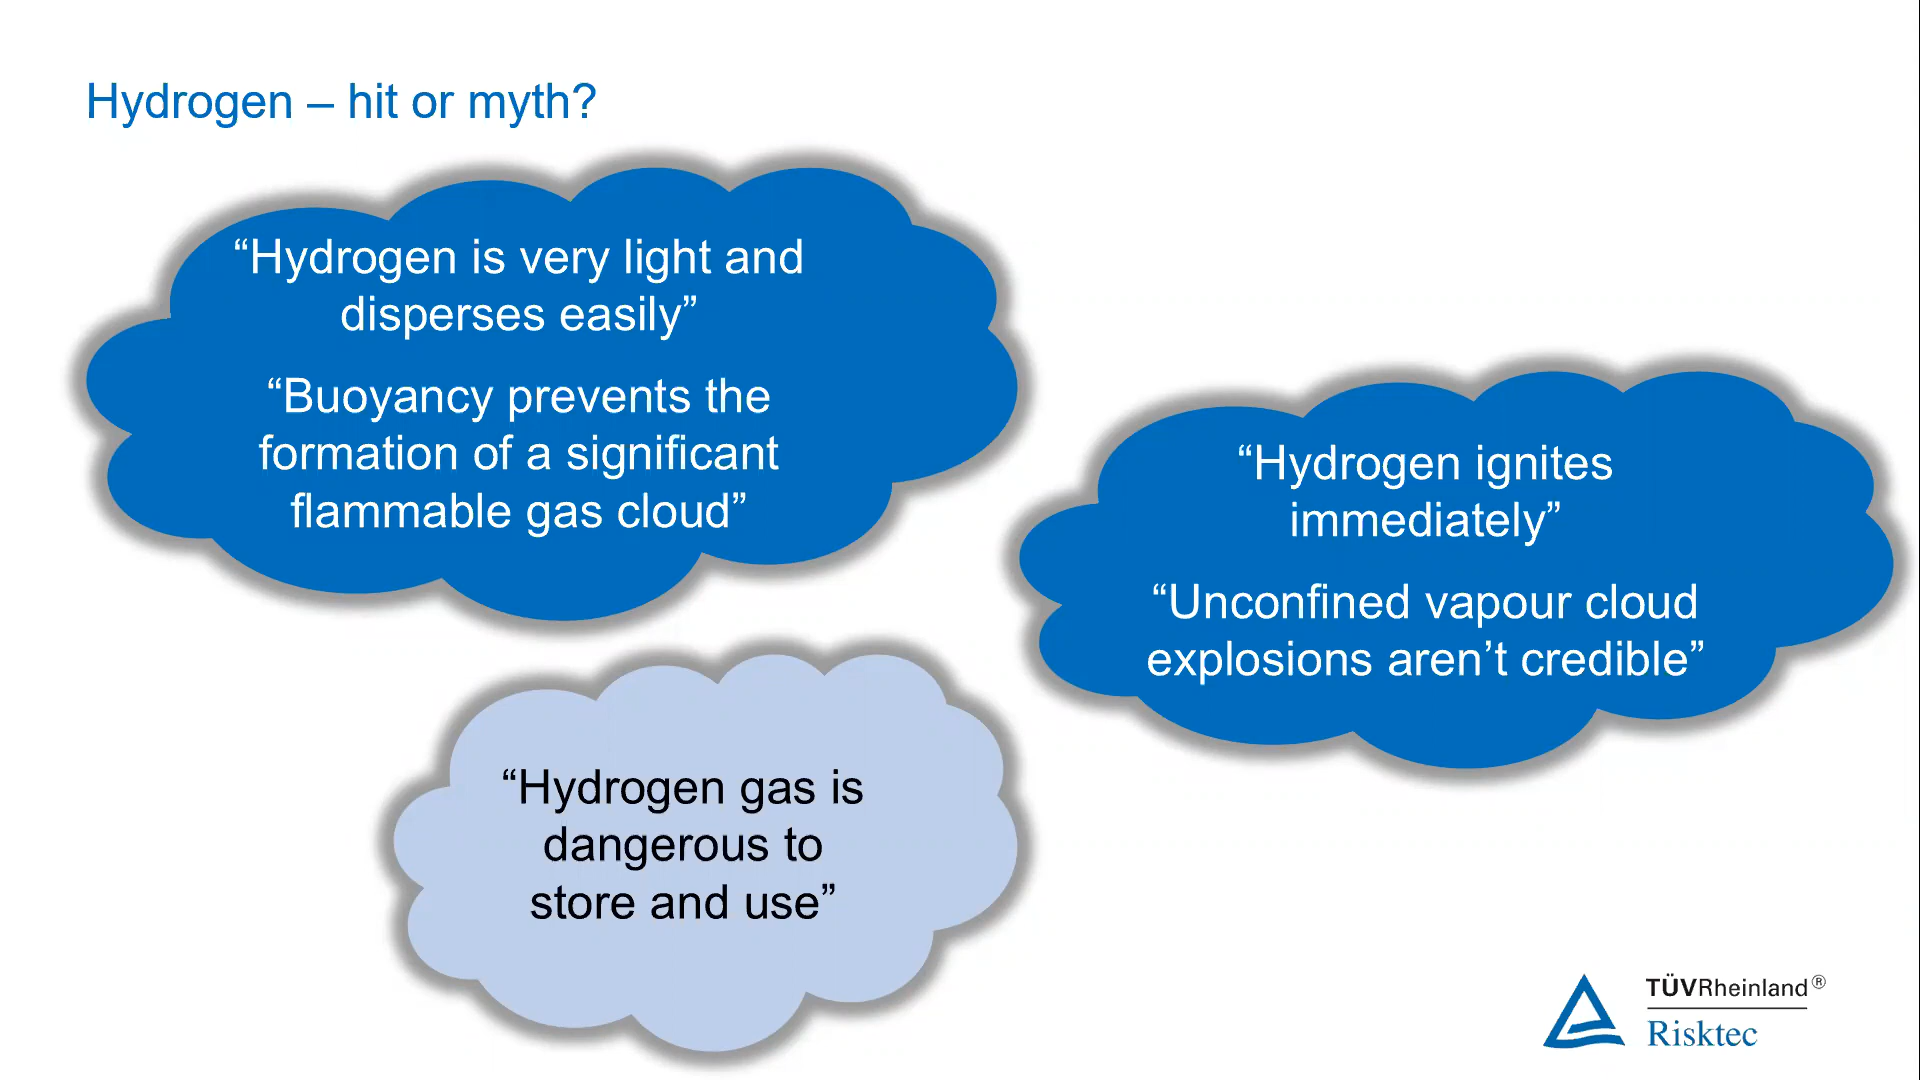 Hydrogen – hit or myth?
“Hydrogen is very light and
disperses easily”
“Buoyancy prevents the
formation of a significant
flammable gas cloud”
“Hydrogen ignites
immediately”
“Unconfined vapour cloud
explosions aren’t credible”
“Hydrogen gas is
dangerous to
store and use”
TÜVRheinland®
Risktec